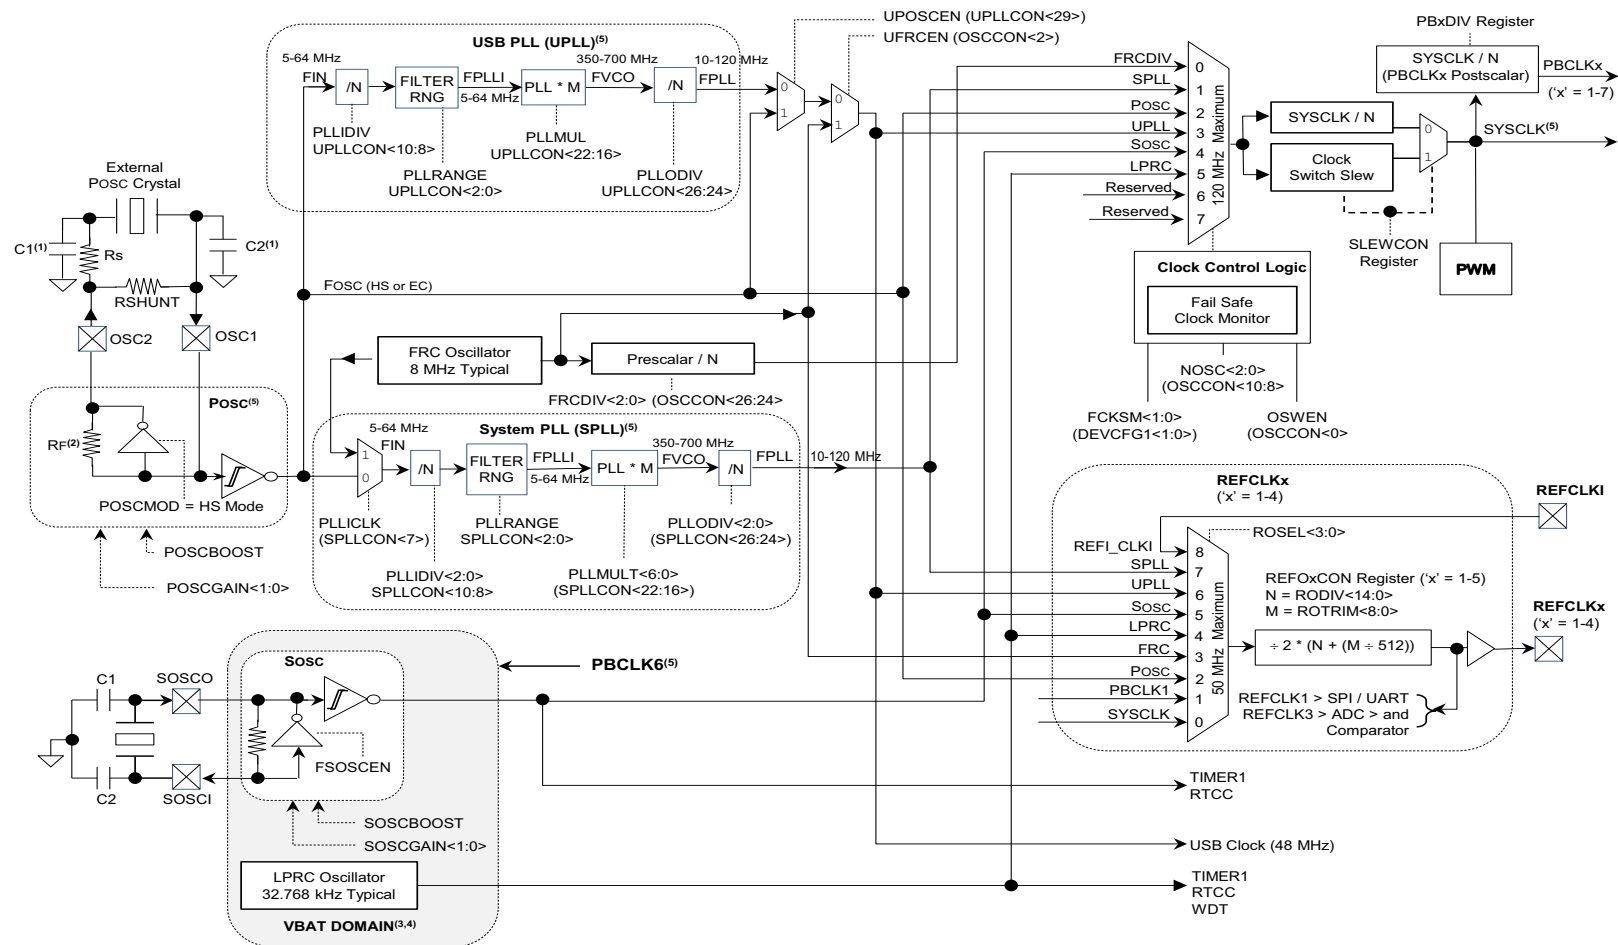 USB PLL (UPLL)(5)
5-64 MHz
FIN
/N
FILTER
RNG
FPLLI
5-64 MHz
PLL * M
350-700 MHz
FVCO
/N
10-120 MHz
FPLL
PLLIDIV
UPLLCON<10:8>
PLLRANGE
UPLLCON<2:0>
PLLMUL
UPLLCON<22:16>
PLLODIV
UPLLCON<26:24>
UPOSCEN (UPLLCON<29>)
UFRCEN (OSCCON<2>)
0
1
0
1
FRCDIV
0
SPLL
1
POSC
2
UPLL
3
SOSC
4
LPRC
5
Reserved
6
Reserved
7
120 MHz Maximum
SYSCLK / N
Clock
Switch Slew
0
1
SLEWCON
Register
PBxDIV Register
SYSCLK / N
(PBCLKx Postscalar)
PBCLKx
('x' = 1-7)
SYSCLK(5)
PWM
Clock Control Logic
Fail Safe
Clock Monitor
NOSC<2:0>
(OSCCON<10:8>
FCKSM<1:0>
(DEVCFG1<1:0>)
OSWEN
(OSCCON<0>
External
POSC Crystal
C1(1)
C2(1)
Rs
RSHUNT
OSC2
OSC1
FOSC (HS or EC)
FRC Oscillator
8 MHz Typical
Prescalar / N
FRCDIV<2:0> (OSCCON<26:24>
POSC(5)
RF(2)
POSCMOD = HS Mode
POSCBOOST
POSCGAIN<1:0>
System PLL (SPLL)(5)
5-64 MHz
FIN
1
0
/N
FILTER
RNG
FPLLI
5-64 MHz
PLL * M
350-700 MHz
FVCO
/N
FPLL
10-120 MHz
PLLICLK
(SPLLCON<7>)
PLLRANGE
SPLLCON<2:0>
PLLODIV<2:0>
(SPLLCON<26:24>)
PLLIDIV<2:0>
SPLLCON<10:8>
PLLMULT<6:0>
(SPLLCON<22:16>)
REFCLKx
('x' = 1-4)
REFCLKI
ROSEL<3:0>
REFI_CLKI
8
SPLL
7
UPLL
6
SOSC
5
LPRC
4
FRC
3
POSC
2
PBCLK1
1
SYSCLK
0
50 MHz Maximum
REFOxCON Register ('x' = 1-5)
N = RODIV<14:0>
M = ROTRIM<8:0>
÷ 2 * (N + (M ÷ 512))
REFCLKx
('x' = 1-4)
REFCLK1 > SPI / UART
REFCLK3 > ADC > and
Comparator
SOSC
PBCLK6(5)
C1
C2
SOSCO
SOSCI
FSOSCEN
SOSCBOOST
SOSCGAIN<1:0>
LPRC Oscillator
32.768 kHz Typical
VBAT DOMAIN(3,4)
TIMER1
RTCC
USB Clock (48 MHz)
TIMER1
RTCC
WDT